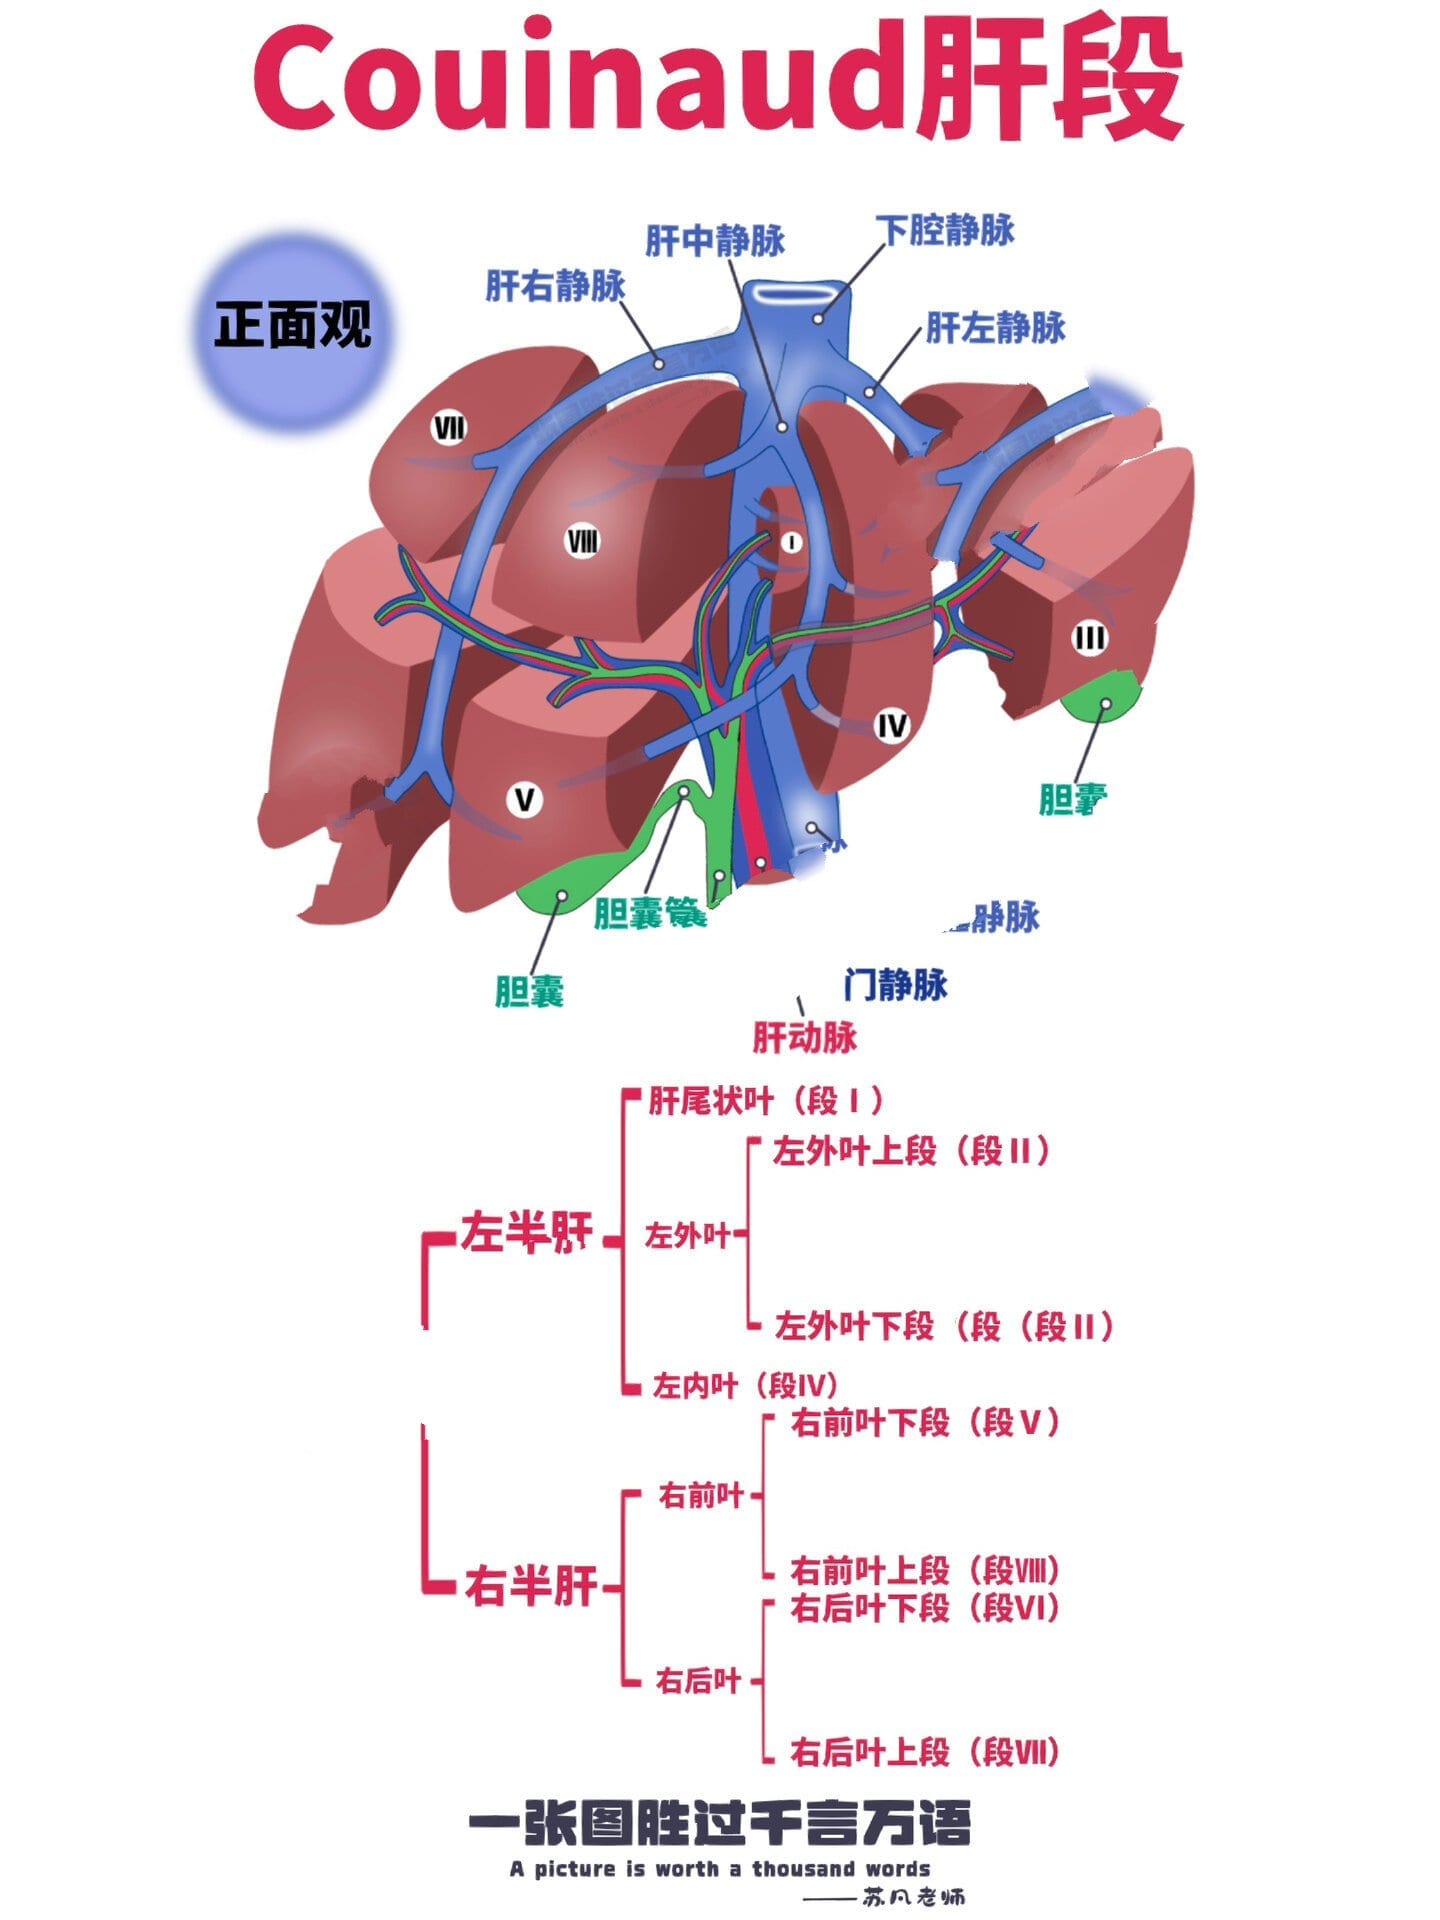 Couinaud肝段
正面观
肝中静脉
下腔静脉
肝右静脉
肝左静脉
VII
VIII
I
III
IV
V
胆囊
胆囊
胆囊
静脉
门静脉
肝动脉
肝尾状叶（段Ⅰ）
左外叶上段（段II）
左半肝
左外叶
左外叶下段（段（段II）
左内叶（段IV）
右前叶下段（段V）
右前叶
右前叶上段（段VIII）
右半肝
右后叶下段（段VI）
右后叶
右后叶上段（段VII）
一张图胜过千言万语
A picture is worth a thousand words
——苏凡老师